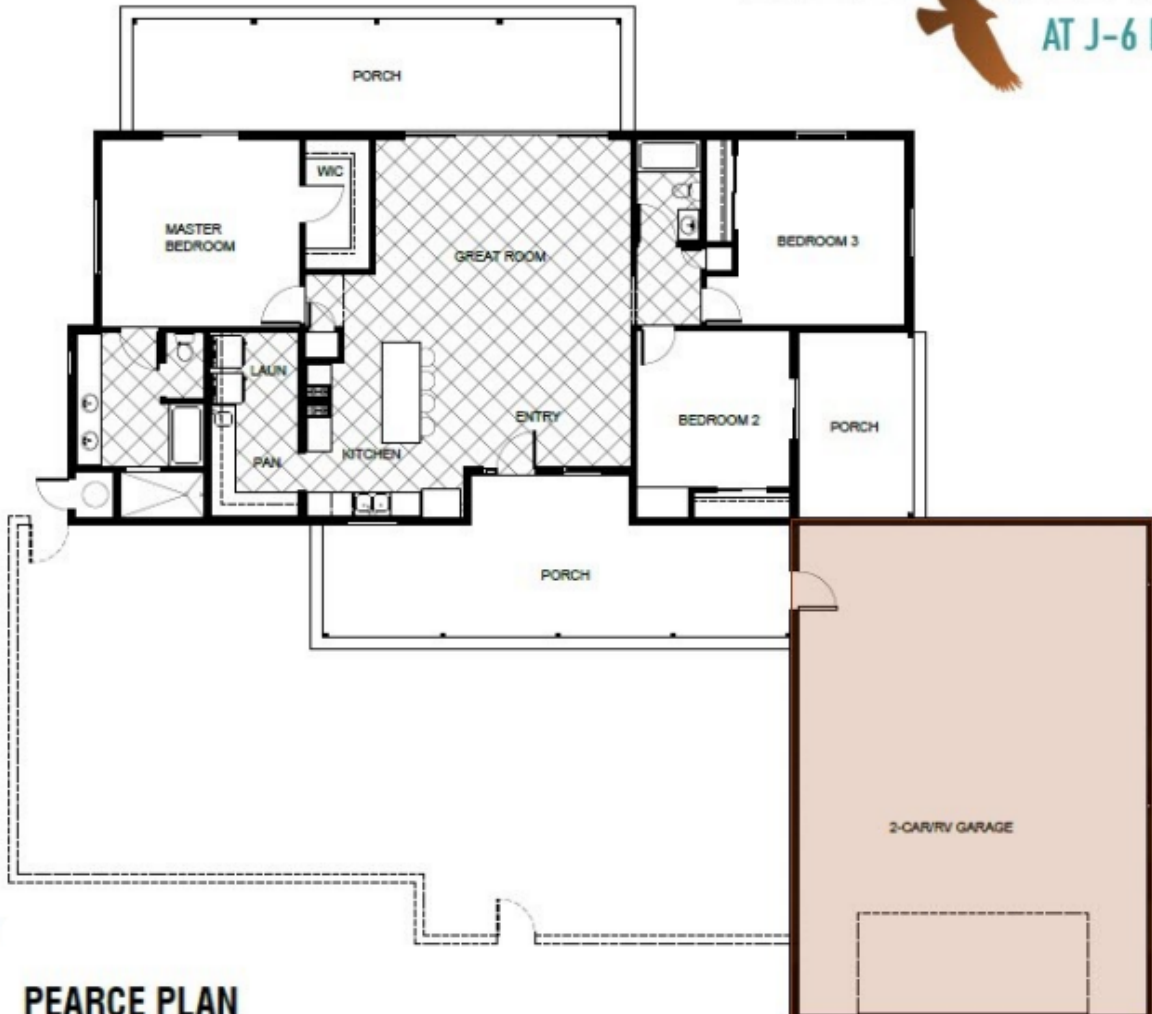 AT J-6
PORCH
WIC
MASTER
BEDROOM
GREAT ROOM
BEDROOM 3
LAUN
ENTRY
BEDROOM 2
PORCH
PAN
KITCHEN
PORCH
2-CAR/RV GARAGE
PEARCE PLAN